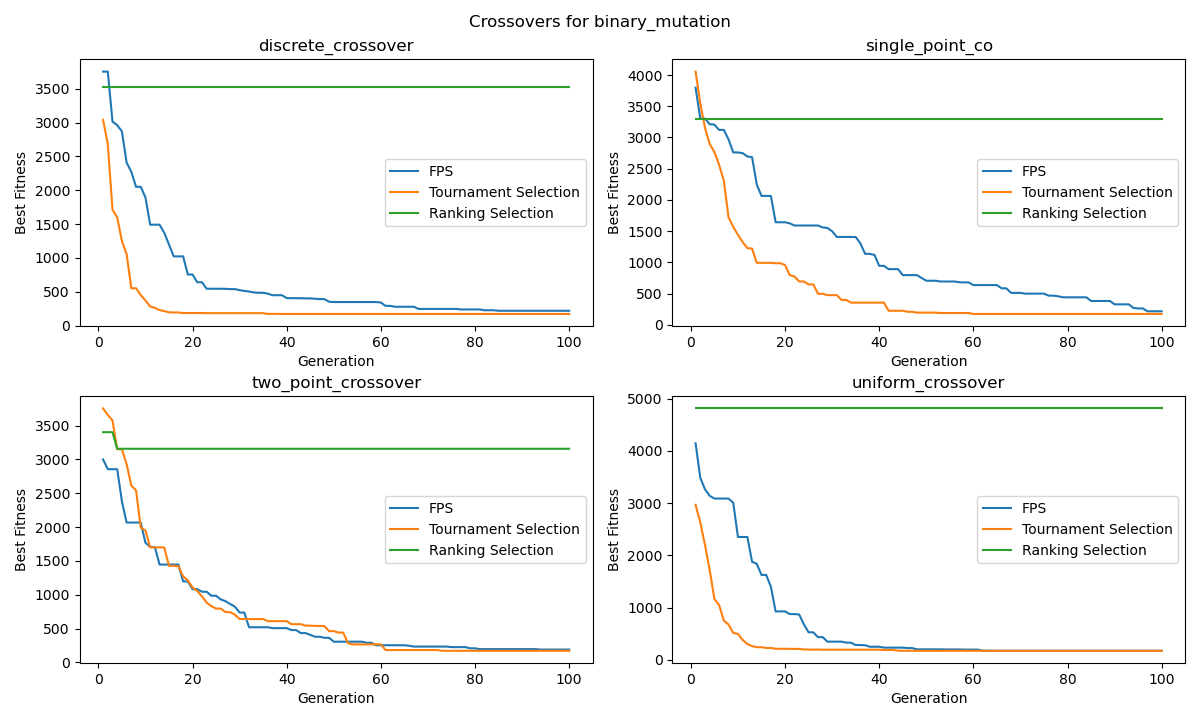 Crossovers for binary_mutation
discrete_crossover
Best Fitness
3500
3000
2500
2000
1500
1000
500
0
FPS
Tournament Selection
Ranking Selection
0 20 40 60 80 100
Generation
single_point_co
Best Fitness
4000
3500
3000
2500
2000
1500
1000
500
0
FPS
Tournament Selection
Ranking Selection
0 20 40 60 80 100
Generation
two_point_crossover
Best Fitness
3500
3000
2500
2000
1500
1000
500
0
FPS
Tournament Selection
Ranking Selection
0 20 40 60 80 100
Generation
uniform_crossover
Best Fitness
5000
4000
3000
2000
1000
0
FPS
Tournament Selection
Ranking Selection
0 20 40 60 80 100
Generation